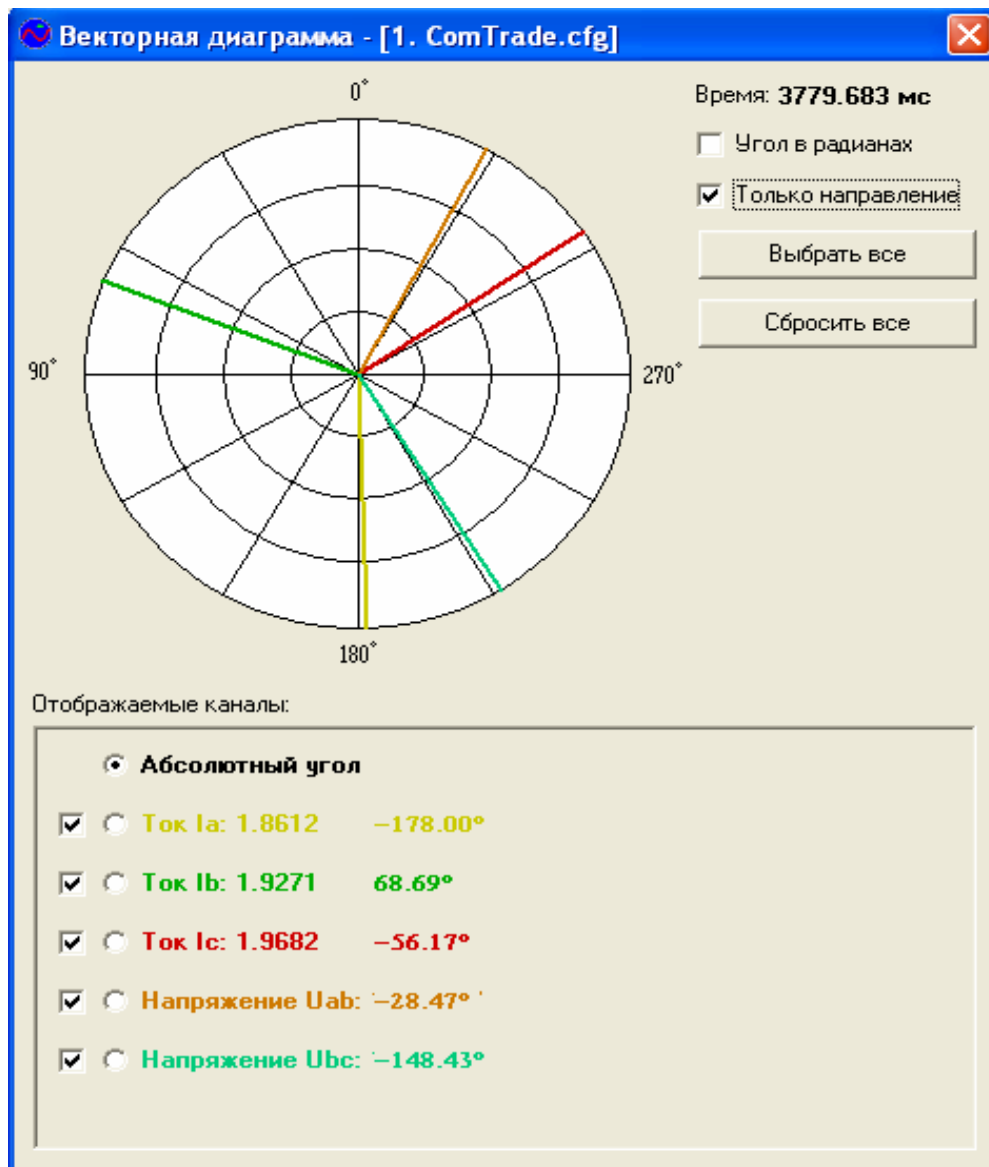 Векторная диаграмма - [1. ComTrade.cfg]
0°
Время: 3779.683 мс
Угол в радианах
Только направление
Выбрать все
Сбросить все
90°
270°
180°
Отображаемые каналы:
Абсолютный угол
Ток Ia: 1.8612 −178.00°
Ток Ib: 1.9271 68.69°
Ток Ic: 1.9682 −56.17°
Напряжение Uab: −28.47°
Напряжение Ubc: −148.43°